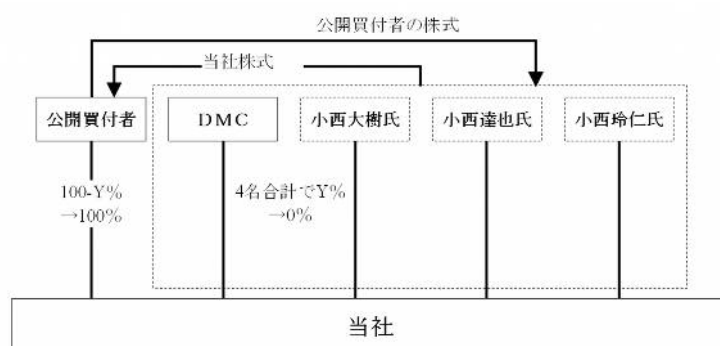 公開買付者の株式
当社株式
公開買付者
DMC
小西大樹氏
小西達也氏
小西玲仁氏
100-Y%
→100%
4名合計でY%
→0%
当社